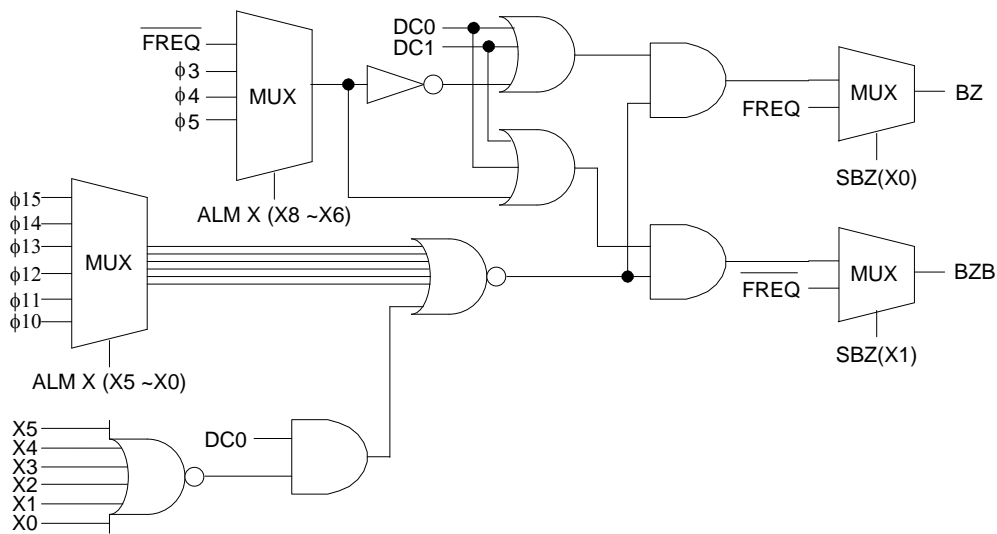 FREQ
ϕ3
ϕ4
ϕ5
MUX
ALM X (X8 ~X6)
DC0
DC1
MUX
FREQ
BZ
SBZ(X0)
ϕ15
ϕ14
ϕ13
ϕ12
ϕ11
ϕ10
MUX
ALM X (X5 ~X0)
MUX
FREQ
BZB
SBZ(X1)
X5
X4
X3
X2
X1
X0
DC0